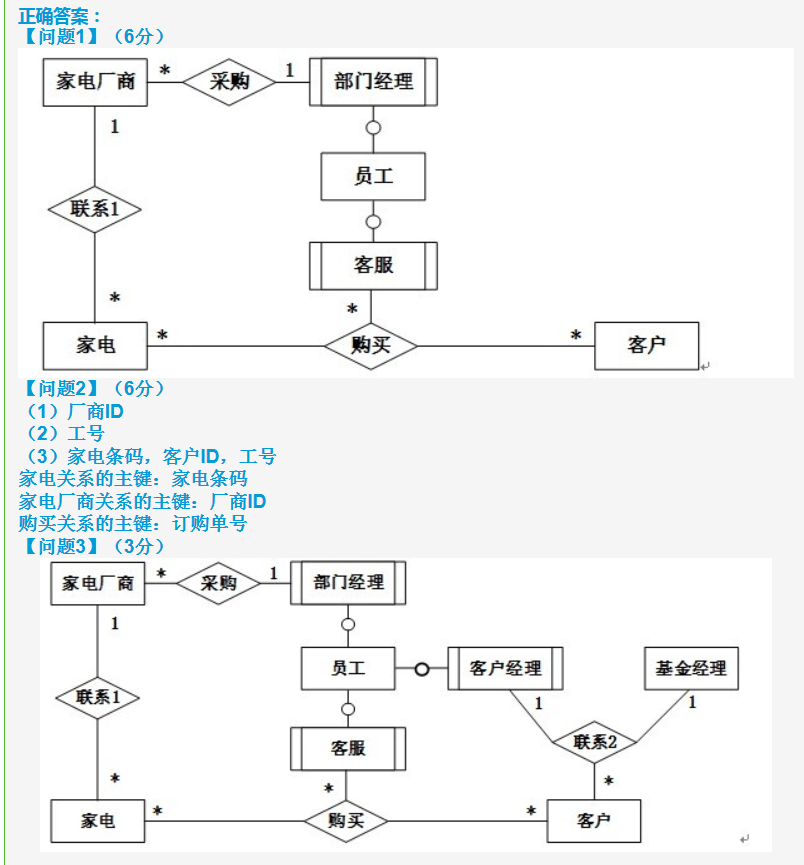 正确答案：
【问题1】（6分）
家电厂商 * 采购 1 部门经理
1
员工
联系1
客服
* *
家电 * 购买 * 客户
【问题2】（6分）
（1）厂商ID
（2）工号
（3）家电条码，客户ID，工号
家电关系的主键：家电条码
家电厂商关系的主键：厂商ID
购买关系的主键：订购单号
【问题3】（3分）
家电厂商 * 采购 1 部门经理
1
员工 客户经理 基金经理
联系1 1 1
客服 联系2
* * *
家电 * 购买 * 客户